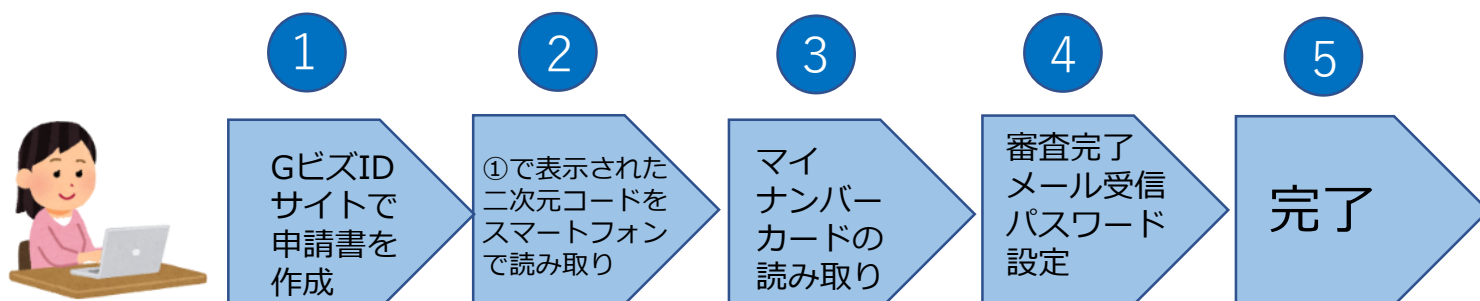 1
2
3
4
5
GビズID
サイトで
申請書を
作成
①で表示された
二次元コードを
スマートフォン
で読み取り
マイ
ナンバー
カードの
読み取り
審査完了
メール受信
パスワード
設定
完了